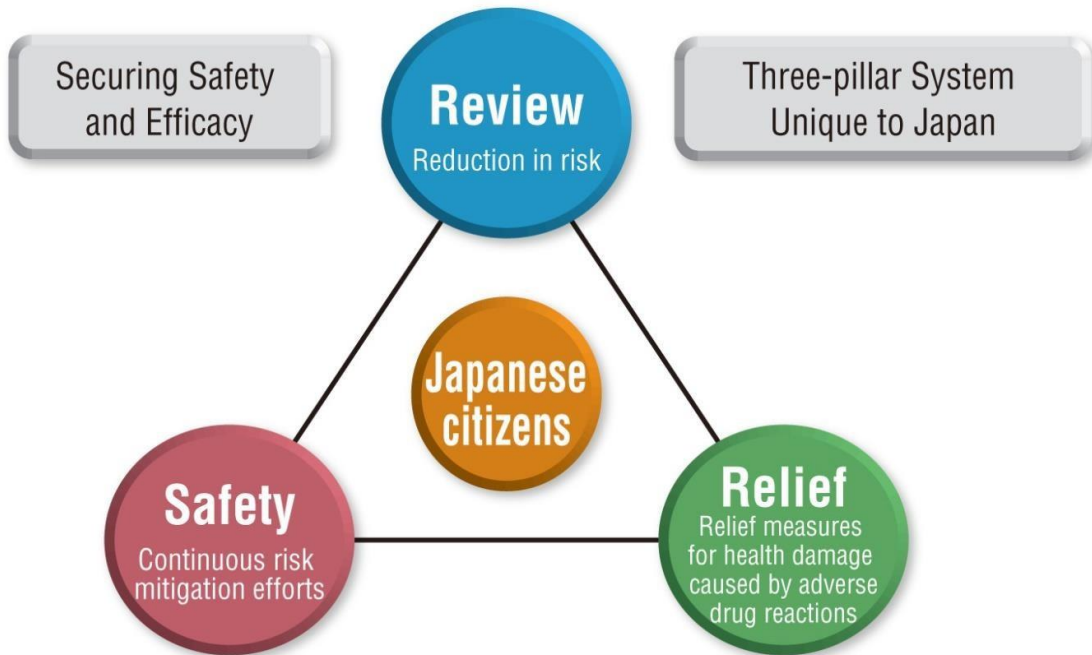 Securing Safety
and Efficacy
Three-pillar System
Unique to Japan
Review
Reduction in risk
Japanese
citizens
Safety
Continuous risk
mitigation efforts
Relief
Relief measures
for health damage
caused by adverse
drug reactions